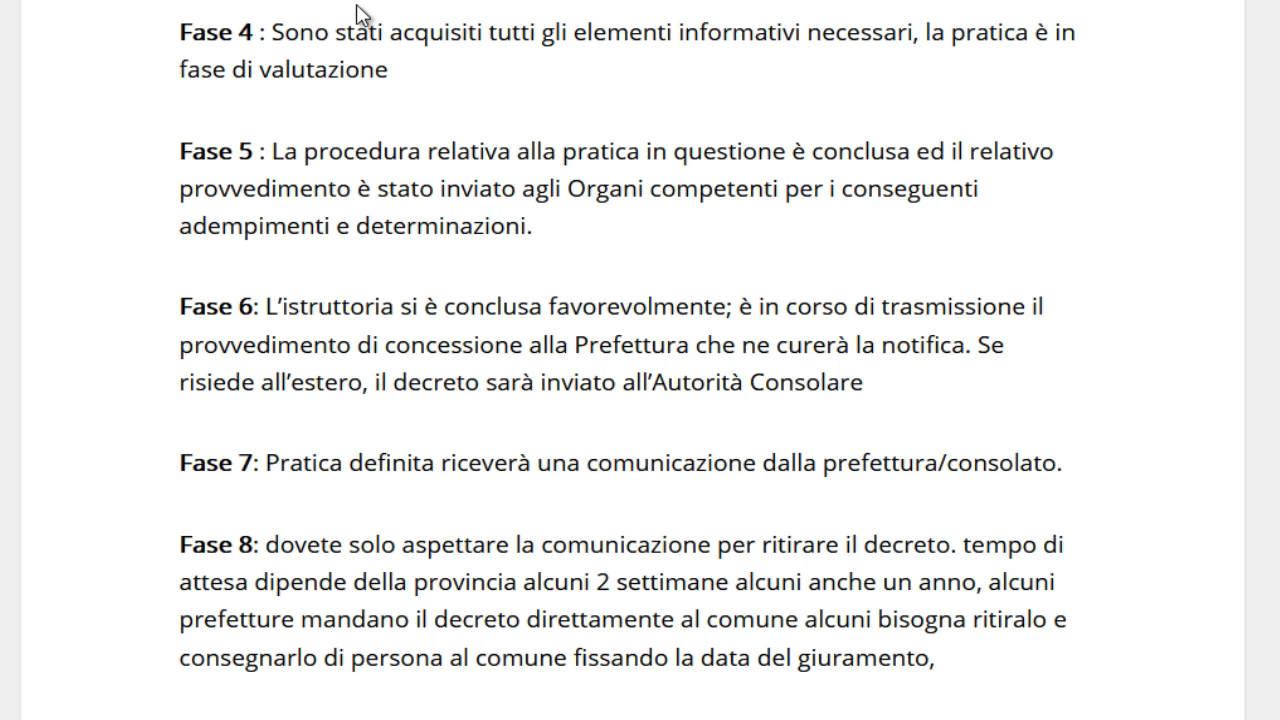 Fase 4 : Sono stati acquisiti tutti gli elementi informativi necessari, la pratica è in
fase di valutazione
Fase 5 : La procedura relativa alla pratica in questione è conclusa ed il relativo
provvedimento è stato inviato agli Organi competenti per i conseguenti
adempimenti e determinazioni.
Fase 6: L’istruttoria si è conclusa favorevolmente; è in corso di trasmissione il
provvedimento di concessione alla Prefettura che ne curerà la notifica. Se
risiede all’estero, il decreto sarà inviato all’Autorità Consolare
Fase 7: Pratica definita riceverà una comunicazione dalla prefettura/consolato.
Fase 8: dovete solo aspettare la comunicazione per ritirare il decreto. tempo di
attesa dipende della provincia alcuni 2 settimane alcuni anche un anno, alcuni
prefetture mandano il decreto direttamente al comune alcuni bisogna ritiralo e
consegnarlo di persona al comune fissando la data del giuramento,